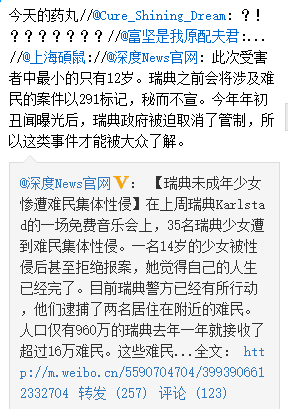 今天的药丸//@Cure_Shining_Dream：？！
？？？？？？？？//@富坚是我原配夫君:...
//@上海碩鼠://@深度News官网：此次受害
者中最小的只有12岁。瑞典之前会将涉及难
民的案件以291标记，秘而不宣。今年年初
丑闻曝光后，瑞典政府被迫取消了管制，所
以这类事件才能被大众了解。
@深度News官网V：【瑞典未成年少女
惨遭难民集体性侵】在上周瑞典Karlsta
d的一场免费音乐会上，35名瑞典少女遭
到难民集体性侵。一名14岁的少女被性
侵后甚至拒绝报案，她觉得自己的人生
已经完了。目前瑞典警方已经有所行动
，他们逮捕了两名居住在附近的难民。
人口仅有960万的瑞典去年一年就接收了
超过16万难民。这些难民...全文： http
://m.weibo.cn/5590704704/399390661
2332704 转发（257) 评论（123)